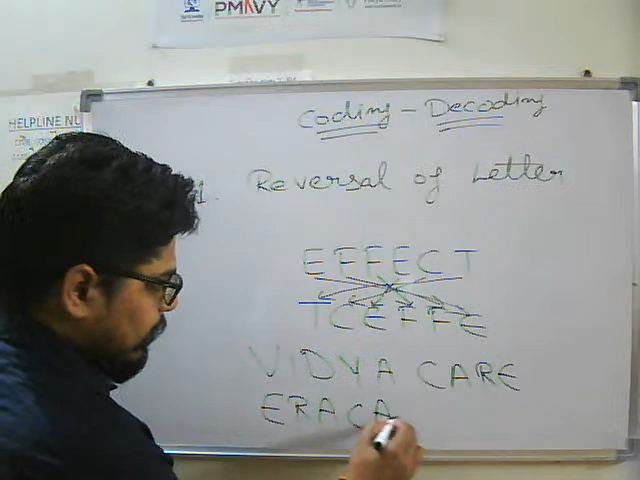 PMKVY
HELPLINE NU
Coding - Decoding
1. Reversal of Letter
EFFECT
TCEFFE
VIDYA CARE
ERACA